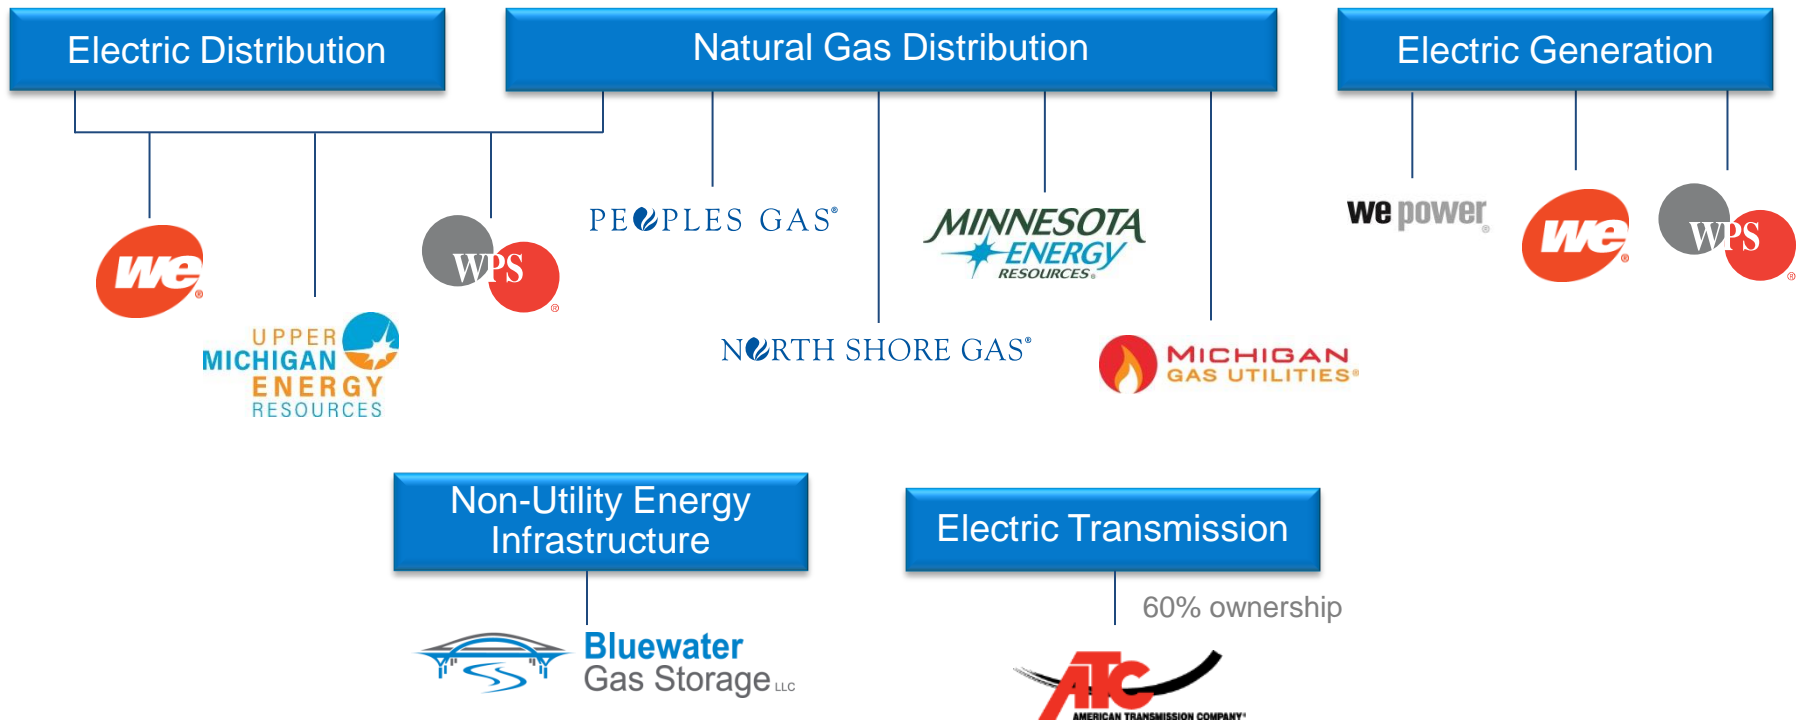 Electric Distribution
Natural Gas Distribution
Electric Generation
we®
UPPER
MICHIGAN
ENERGY
RESOURCES
WPS®
PEOPLES GAS®
NORTH SHORE GAS®
MINNESOTA
ENERGY
RESOURCES®
MICHIGAN
GAS UTILITIES®
we power®
we®
WPS®
Non-Utility Energy
Infrastructure
Bluewater
Gas Storage LLC
Electric Transmission
60% ownership
ATC
AMERICAN TRANSMISSION COMPANY®